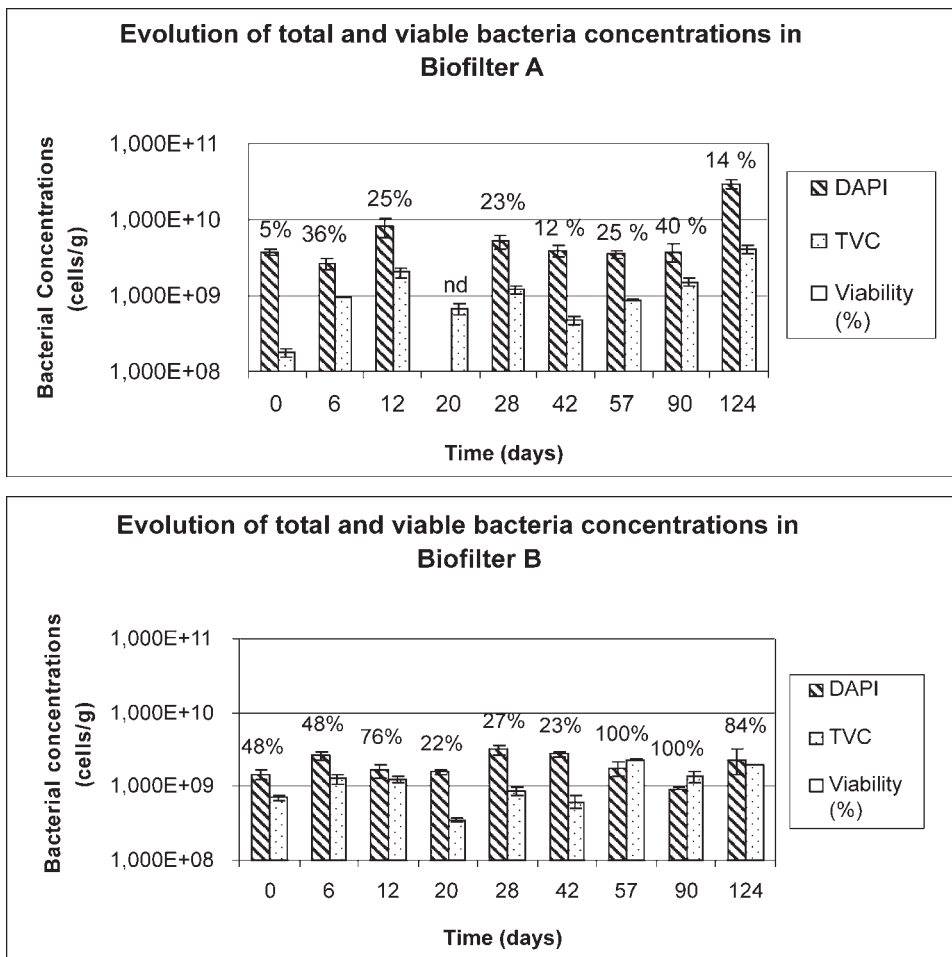 Evolution of total and viable bacteria concentrations in
Biofilter A
Bacterial Concentrations
(cells/g)
1,000E+11
1,000E+10
1,000E+09
1,000E+08
5%
36%
25%
nd
23%
12 %
25 %
40 %
14 %
0 6 12 20 28 42 57 90 124
Time (days)
DAPI
TVC
Viability
(%)
Evolution of total and viable bacteria concentrations in
Biofilter B
Bacterial concentrations
(cells/g)
1,000E+11
1,000E+10
1,000E+09
1,000E+08
48%
48%
76%
22%
27%
23%
100%
100%
84%
0 6 12 20 28 42 57 90 124
Time (days)
DAPI
TVC
Viability
(%)